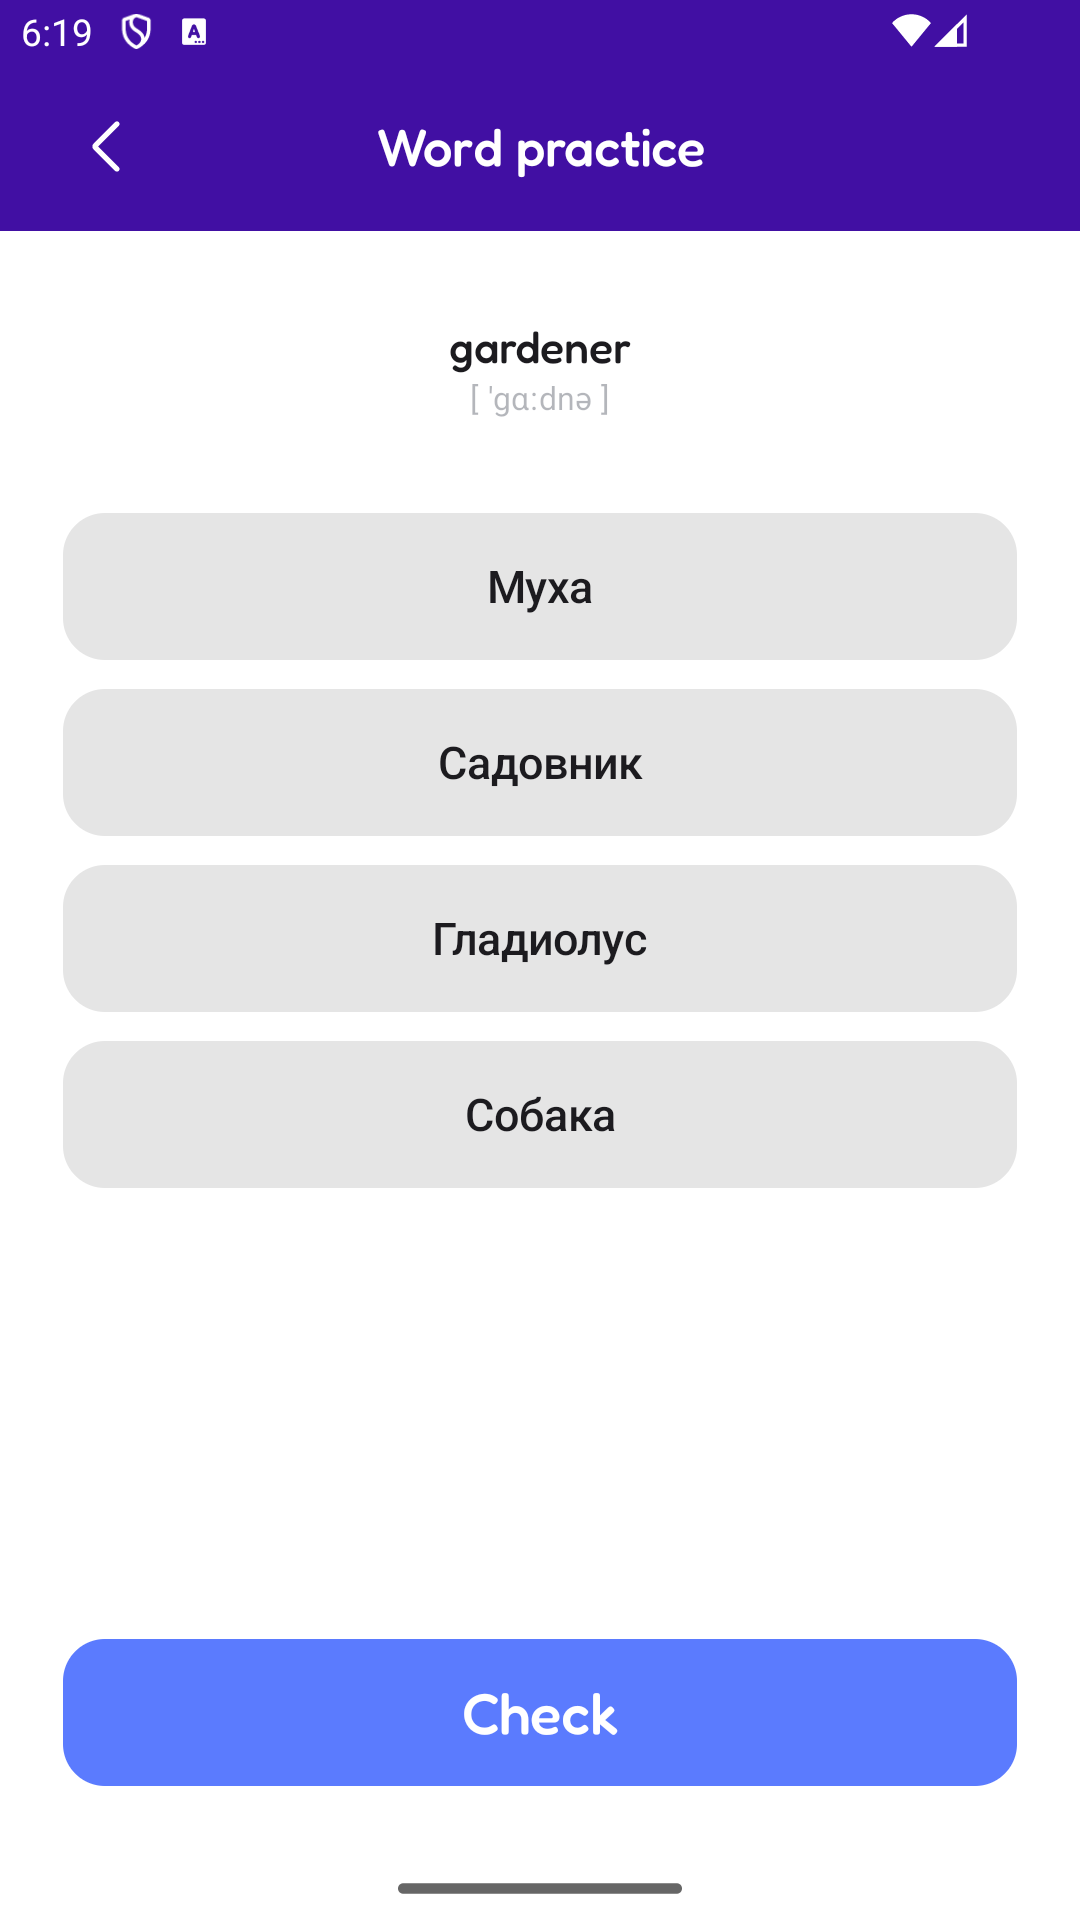 6:19
Word practice
gardener
[ 'gɑ:dnə ]
Муха
Садовник
Гладиолус
Собака
Check